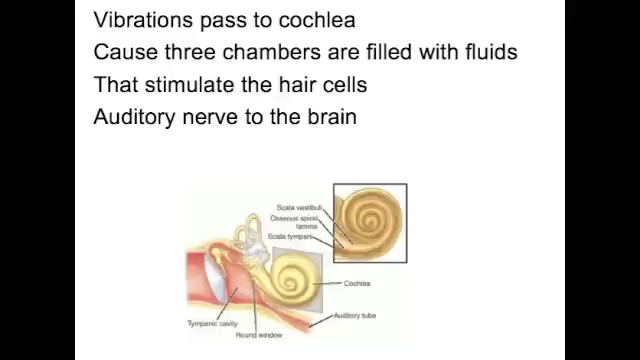 Vibrations pass to cochlea
Cause three chambers are filled with fluids
That stimulate the hair cells
Auditory nerve to the brain
Scala vestibuli
Osseous spiral
lamina
Scala tympani
Cochlea
Auditory tube
Tympanic cavity
Round window